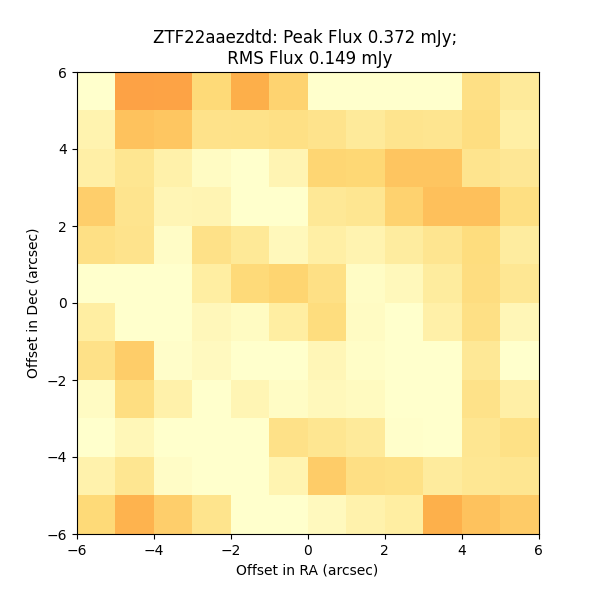 ZTF22aaezdtd: Peak Flux 0.372 mJy;
RMS Flux 0.149 mJy
6
4
2
0
−2
−4
−6
Offset in Dec (arcsec)
−6 −4 −2 0 2 4 6
Offset in RA (arcsec)